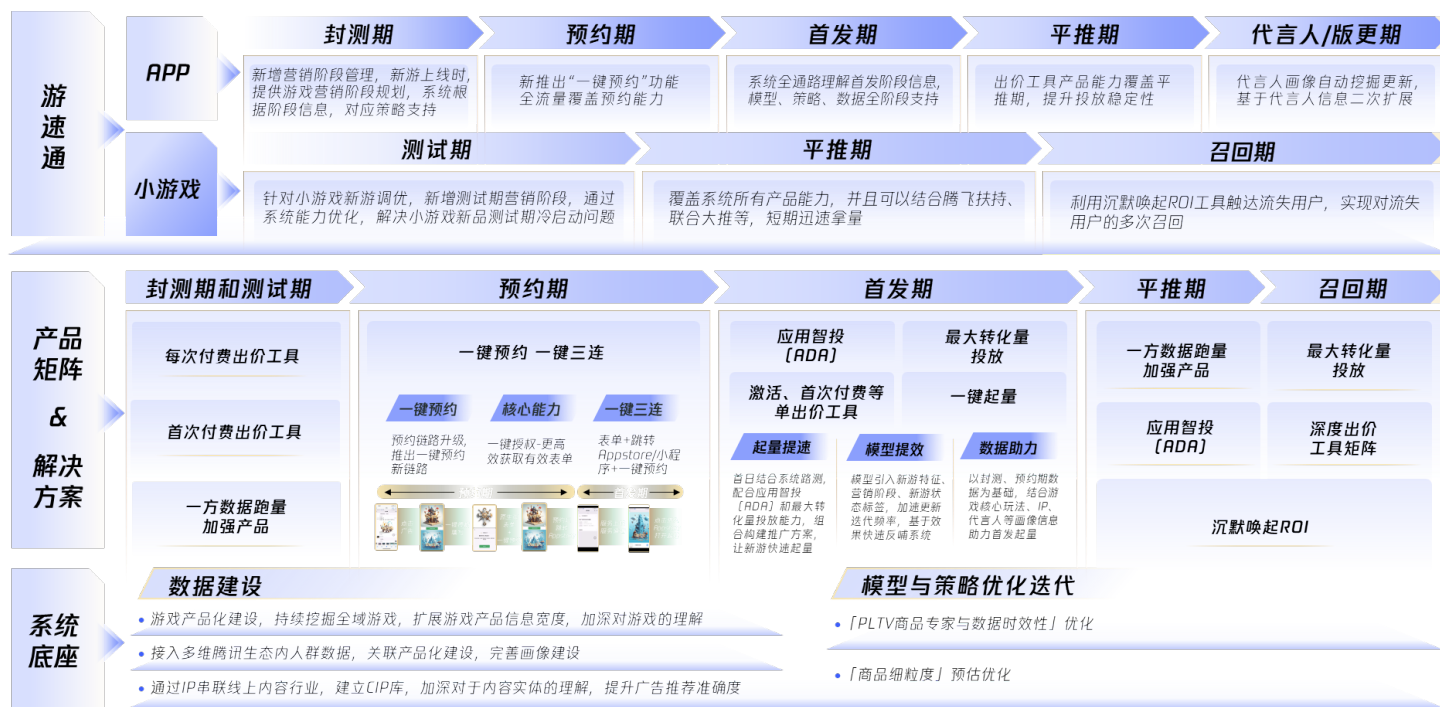 游
速
通
APP
封测期
预约期
首发期
平推期
代言人/版更期
新增营销阶段管理，新游上线时，
提供游戏营销阶段规划，系统根
据阶段信息，对应策略支持
新推出“一键预约”功能
全流量覆盖预约能力
系统全通路理解首发阶段信息，
模型、策略、数据全阶段支持
出价工具产品能力覆盖平
推期，提升投放稳定性
代言人画像自动挖掘更新，
基于代言人信息二次扩展
小游戏
测试期
平推期
召回期
针对小游戏新游调优，新增测试期营销阶段，通过
系统能力优化，解决小游戏新品测试期冷启动问题
覆盖系统所有产品能力，并且可以结合腾飞扶持、
联合大推等，短期迅速拿量
利用沉默唤起ROI工具触达流失用户，实现对流失
用户的多次召回
产品
矩阵
&
解决
方案
封测期和测试期
预约期
首发期
平推期
召回期
每次付费出价工具
首次付费出价工具
一方数据跑量
加强产品
一键预约 一键三连
一键预约
核心能力
一键三连
预约链路升级，
推出一键预约
新链路
一键授权-更高
效获取有效表单
表单+跳转
Appstore/小程
序+一键预约
预约期
首发期
应用智投
（ADA）
最大转化量
投放
激活、首次付费等
单出价工具
一键起量
起量提速
模型提效
数据助力
首日结合系统路测，
配合应用智投
（ADA）和最大转
化量投放能力，组
合构建推广方案，
让新游快速起量
模型引入新游特征、
营销阶段、新游状
态标签，加速更新
迭代频率，基于效
果快速反哺系统
以封测、预约期数
据为基础，结合游
戏核心玩法、IP、
代言人等画像信息
助力首发起量
一方数据跑量
加强产品
最大转化量
投放
应用智投
（ADA）
深度出价
工具矩阵
沉默唤起ROI
系统
底座
数据建设
• 游戏产品化建设，持续挖掘全域游戏，扩展游戏产品信息宽度，加深对游戏的理解
• 接入多维腾讯生态内人群数据，关联产品化建设，完善画像建设
• 通过IP串联线上内容行业，建立CIP库，加深对于内容实体的理解，提升广告推荐准确度
模型与策略优化迭代
• 「PLTV商品专家与数据时效性」优化
• 「商品细粒度」预估优化